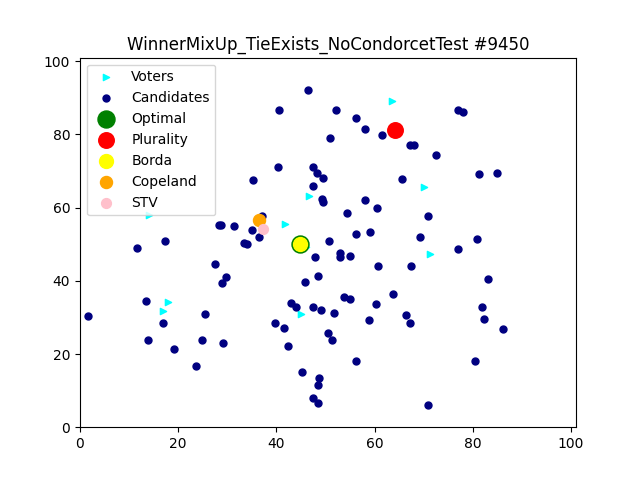 WinnerMixUp_TieExists_NoCondorcetTest #9450
100
80
60
40
20
0
Voters
Candidates
Optimal
Plurality
Borda
Copeland
STV
0 20 40 60 80 100